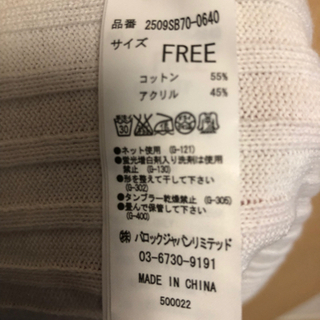 品番 2509SB70-0640
サイズ FREE
コットン 55%
アクリル 45%
●ネット使用 (G-121)
●蛍光増白剤入り洗剤は使用
禁止 (G-130)
●形を整えて干して下さい
(G-302)
●タンブラー乾燥禁止 (G-305)
●畳んで保管して下さい
(G-400)
㈱バロックジャパンリミテッド
03-6730-9191
MADE IN CHINA
500022